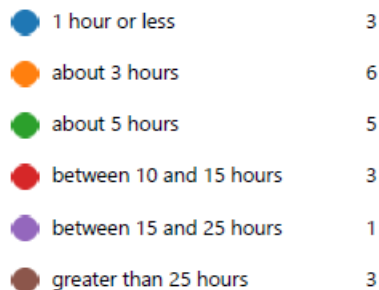 1 hour or less 3
about 3 hours 6
about 5 hours 5
between 10 and 15 hours 3
between 15 and 25 hours 1
greater than 25 hours 3